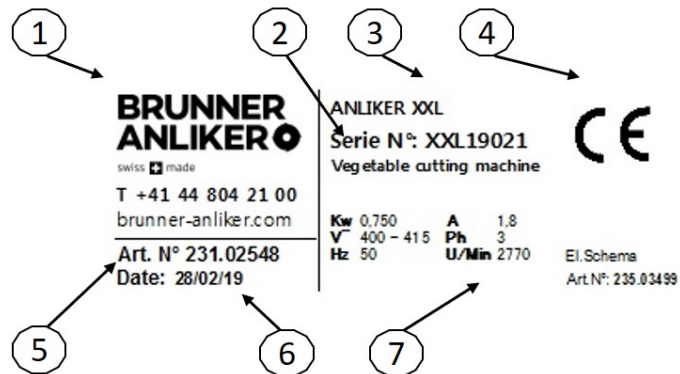 1
2
3
4
BRUNNER
ANLIKER
swiss made
T +41 44 804 21 00
brunner-anliker.com
Art. N° 231.02548
Date: 28/02/19
ANLIKER XXL
Serie N°: XXL19021
Vegetable cutting machine
Kw 0,750 A 1,8
V~ 400 – 415 Ph 3
Hz 50 U/Min 2770
CE
El.Schema
Art.N°: 235.03499
5
6
7